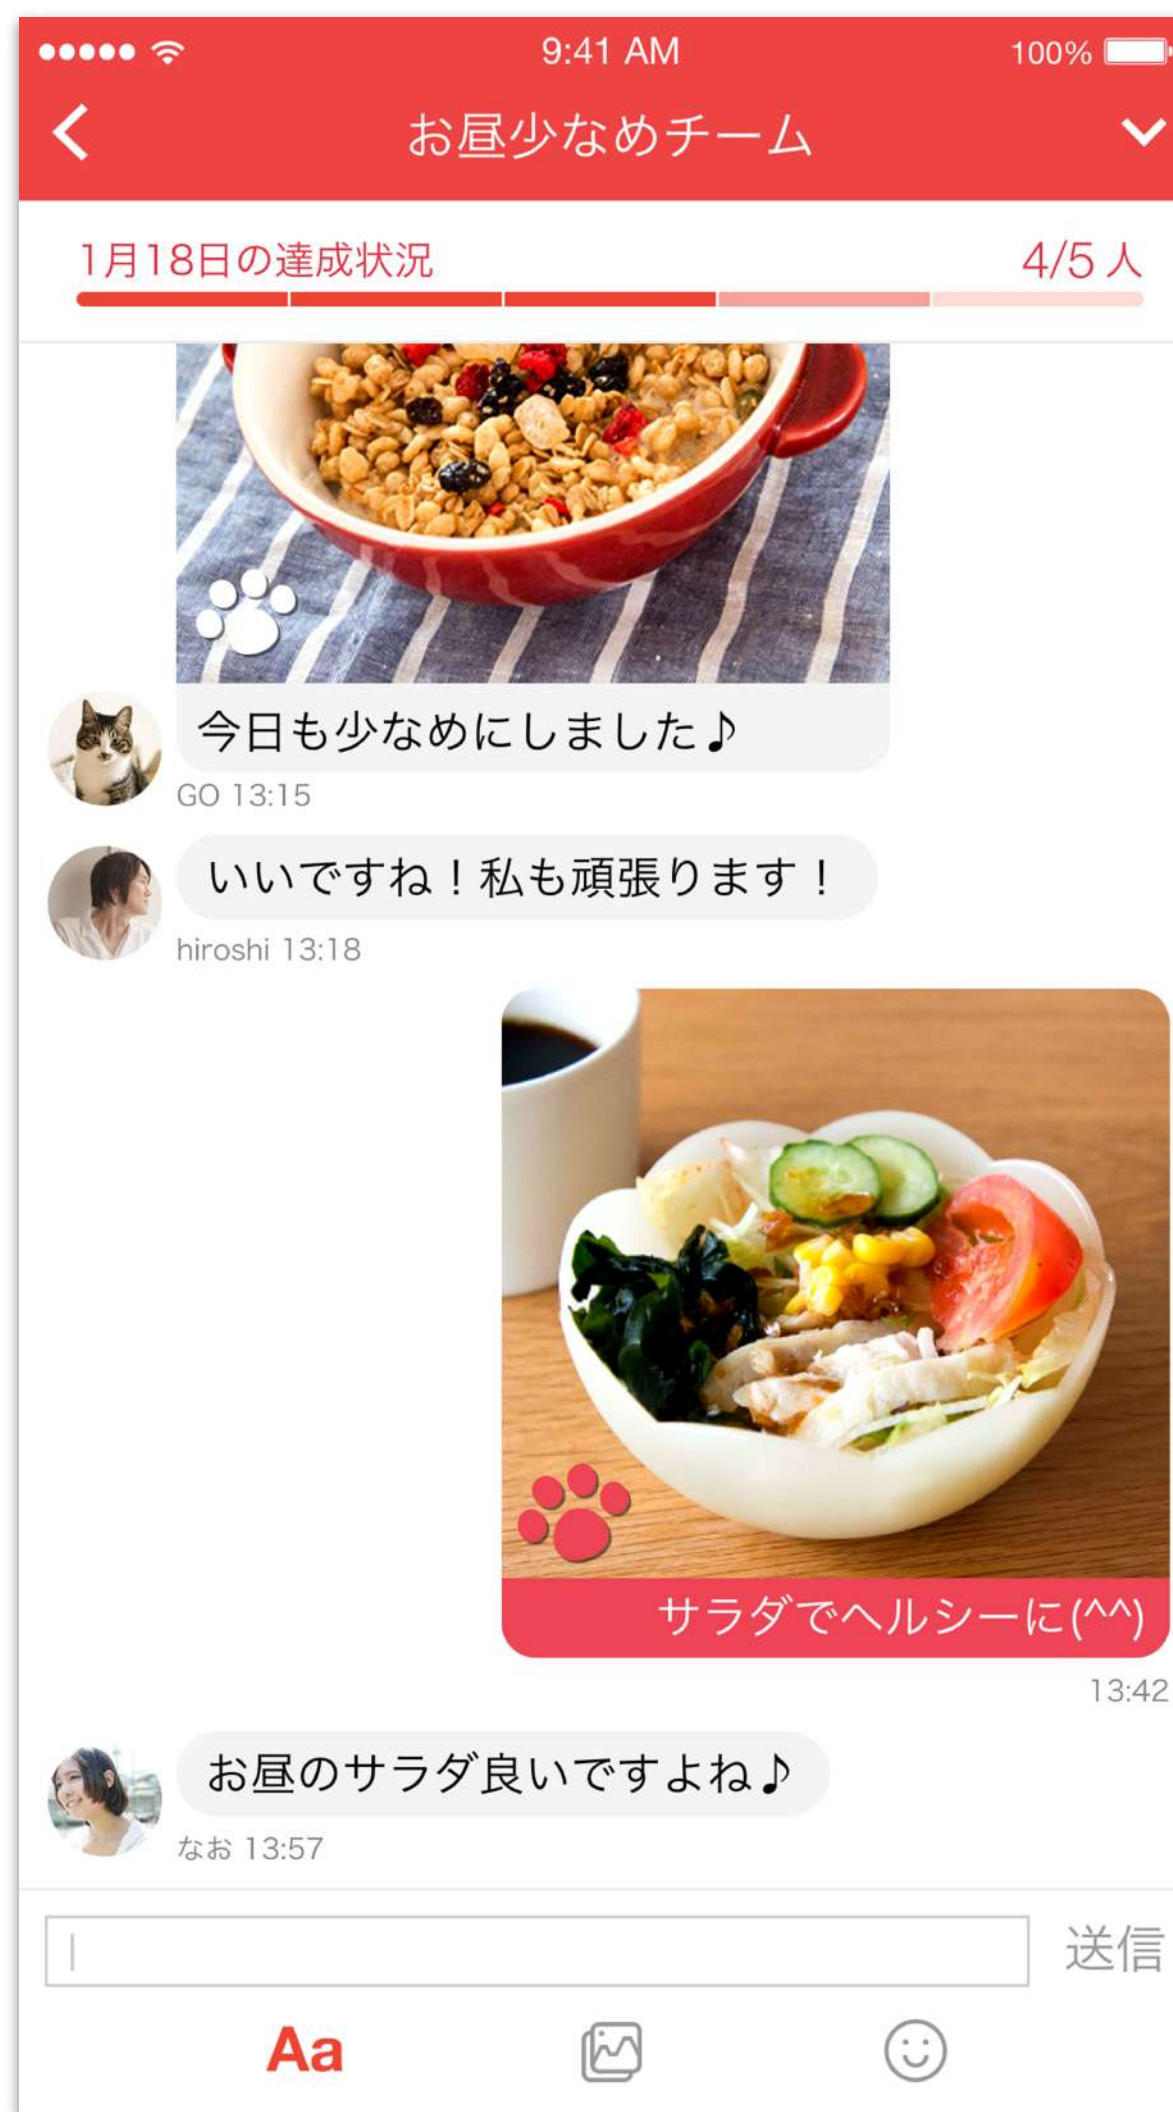 9:41 AM
100%
お昼少なめチーム
1月18日の達成状況
4/5 人
今日も少なめにしました♪
GO 13:15
いいですね！私も頑張ります！
hiroshi 13:18
サラダでヘルシーに(^^)
13:42
お昼のサラダ良いですよね♪
なお 13:57
送信
Aa